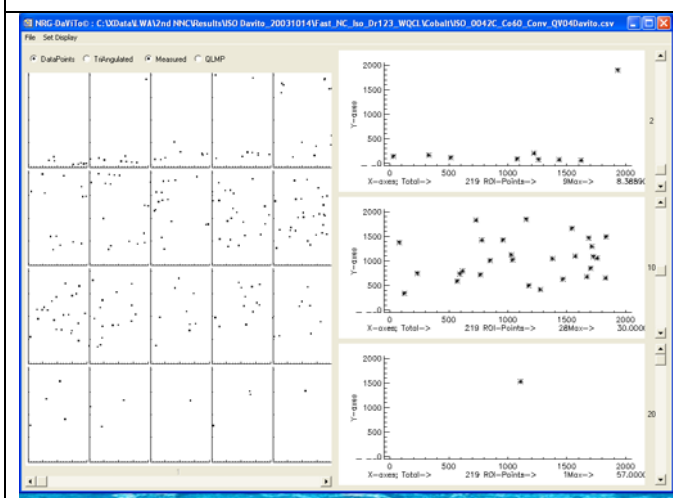 NRG-DaViTo© : C:\XData\LWA\2nd NNC\Results\ISO Davito_20031014\Fast_NC_Iso_Dr123_WQCL\Cobalt\ISO_0042C_Co60_Conv_QV04Davito.csv
File Set Display
DataPoints TriAngulated Measured QLMP
2000
1500
1000
500
0
Y-axes
0 500 1000 1500 2000
X-axes; Total-> 219 ROI-Points-> 9Max->
2
2000
1500
1000
500
0
Y-axes
0 500 1000 1500 2000
X-axes; Total-> 219 ROI-Points-> 28Max-> 30.000
10
2000
1500
1000
500
0
Y-axes
0 500 1000 1500 2000
X-axes; Total-> 219 ROI-Points-> 1Max-> 57.000
20